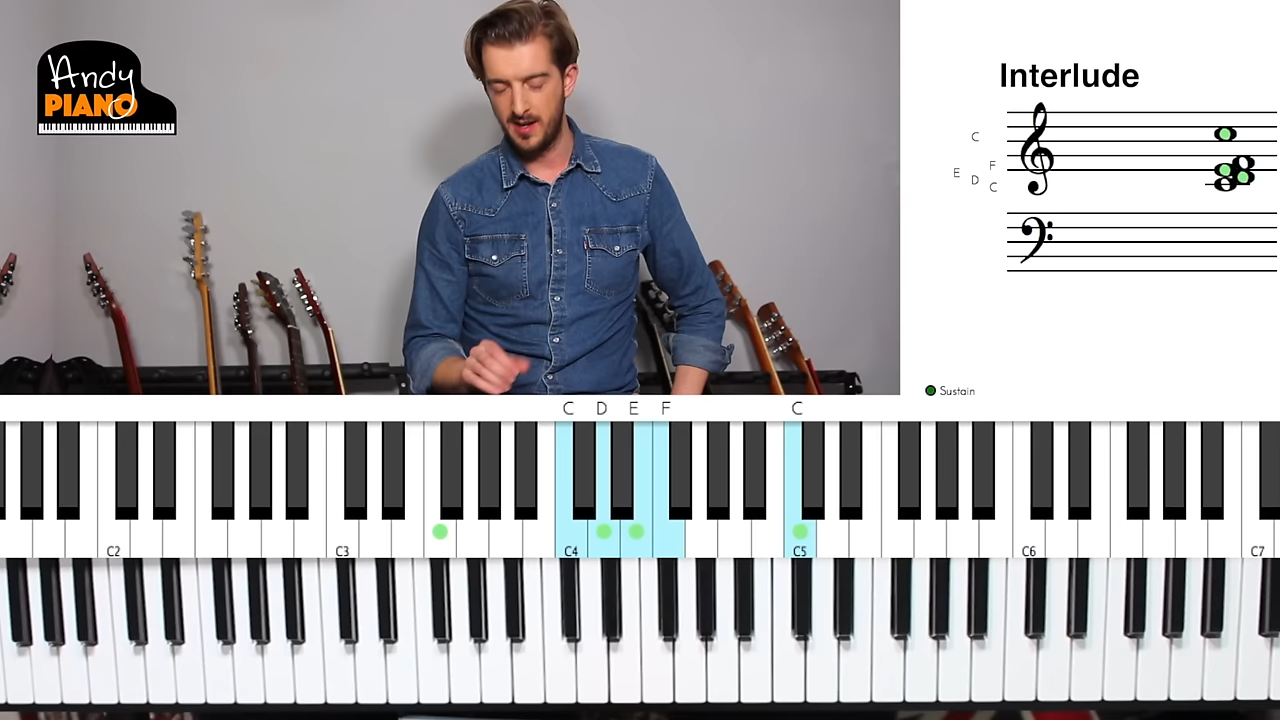 Andy
PIANO
Interlude
C
F
E
D
C
Sustain
C D E F C
C2 C3 C4 C5 C6 C7